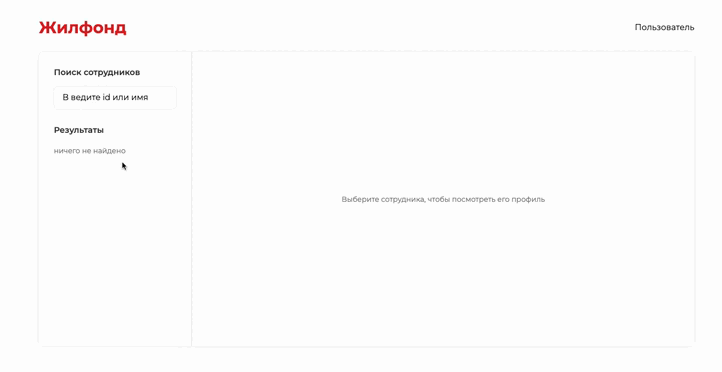 Жилфонд
Пользователь
Поиск сотрудников
В ведите id или имя
Результаты
ничего не найдено
Выберите сотрудника, чтобы посмотреть его профиль